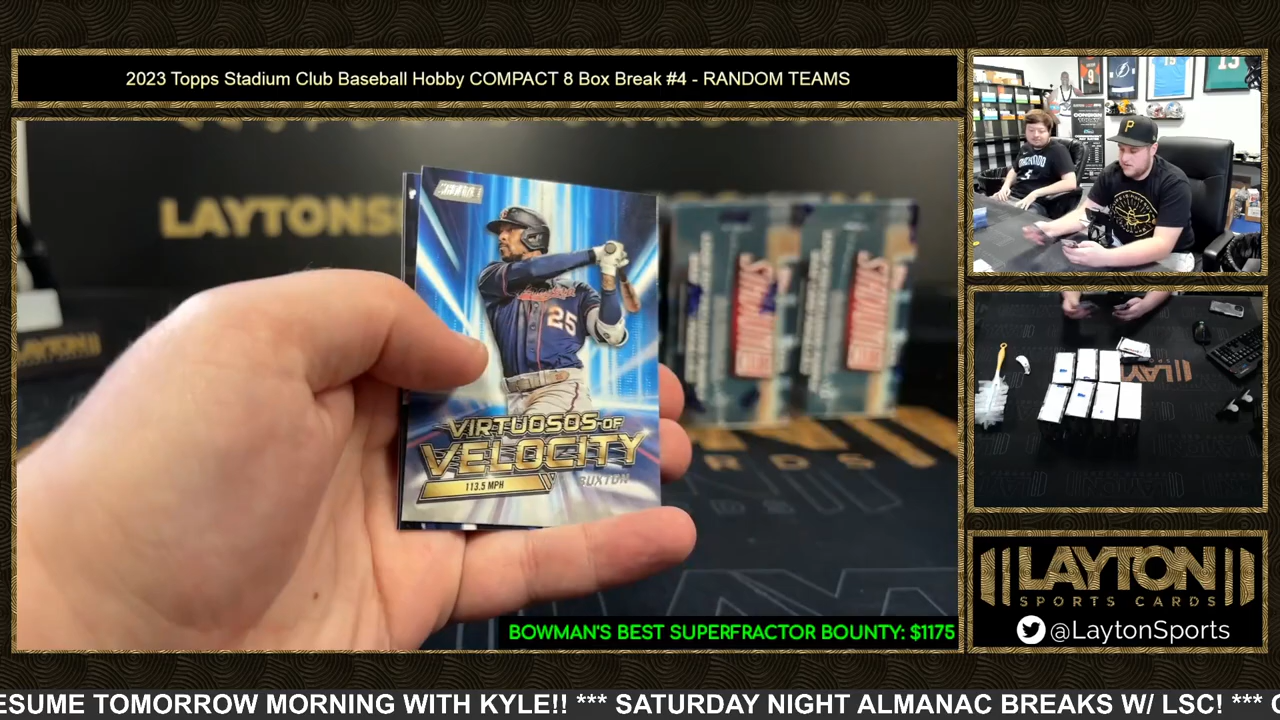 2023 Topps Stadium Club Baseball Hobby COMPACT 8 Box Break #4 - RANDOM TEAMS
LAYTONS
25
VIRTUOSOS OF
VELOCITY
113.5 MPH
BUXTON
BOWMAN'S BEST SUPERFRACTOR BOUNTY: $1175
P
LAYTON
SPORTS CARDS
@LaytonSports
ESUME TOMORROW MORNING WITH KYLE!! *** SATURDAY NIGHT ALMANAC BREAKS W/ LSC! ***